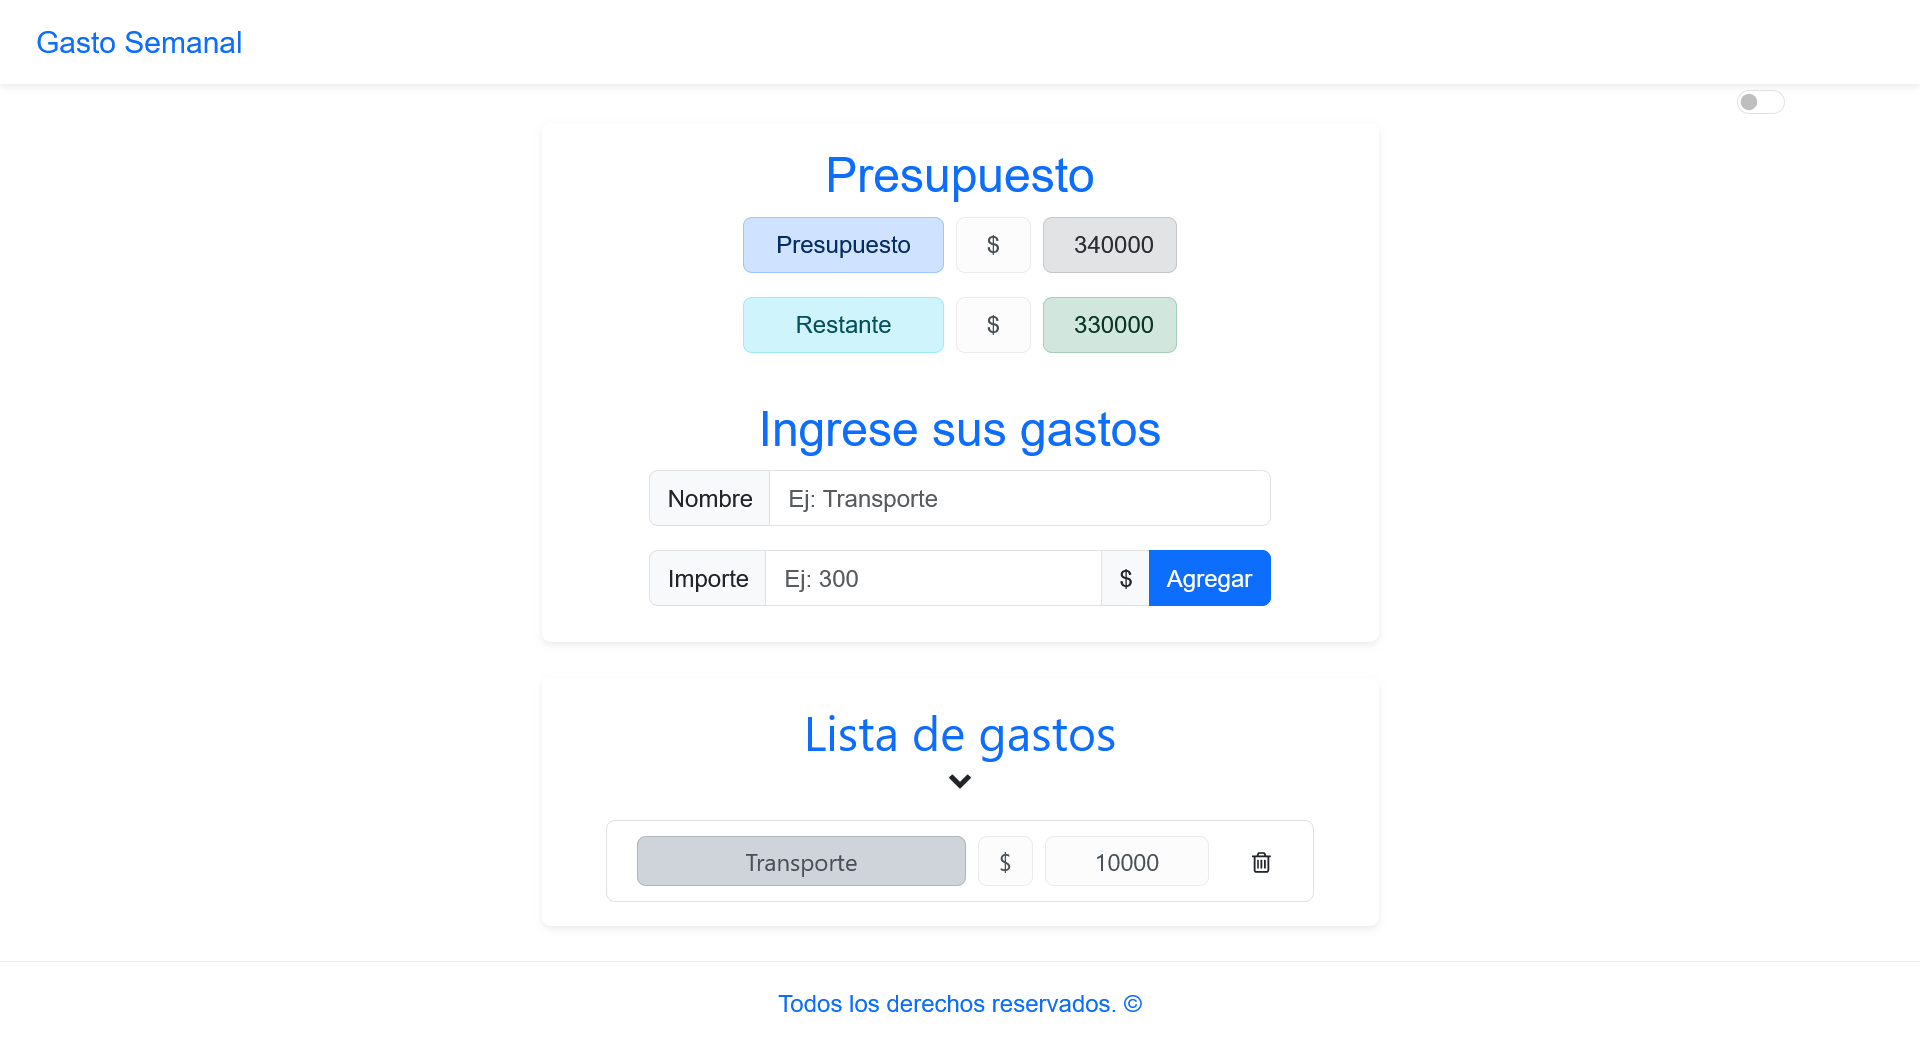 Gasto Semanal
Presupuesto
Presupuesto $ 340000
Restante $ 330000
Ingrese sus gastos
Nombre Ej: Transporte
Importe Ej: 300 $ Agregar
Lista de gastos
Transporte $ 10000
Todos los derechos reservados. ©